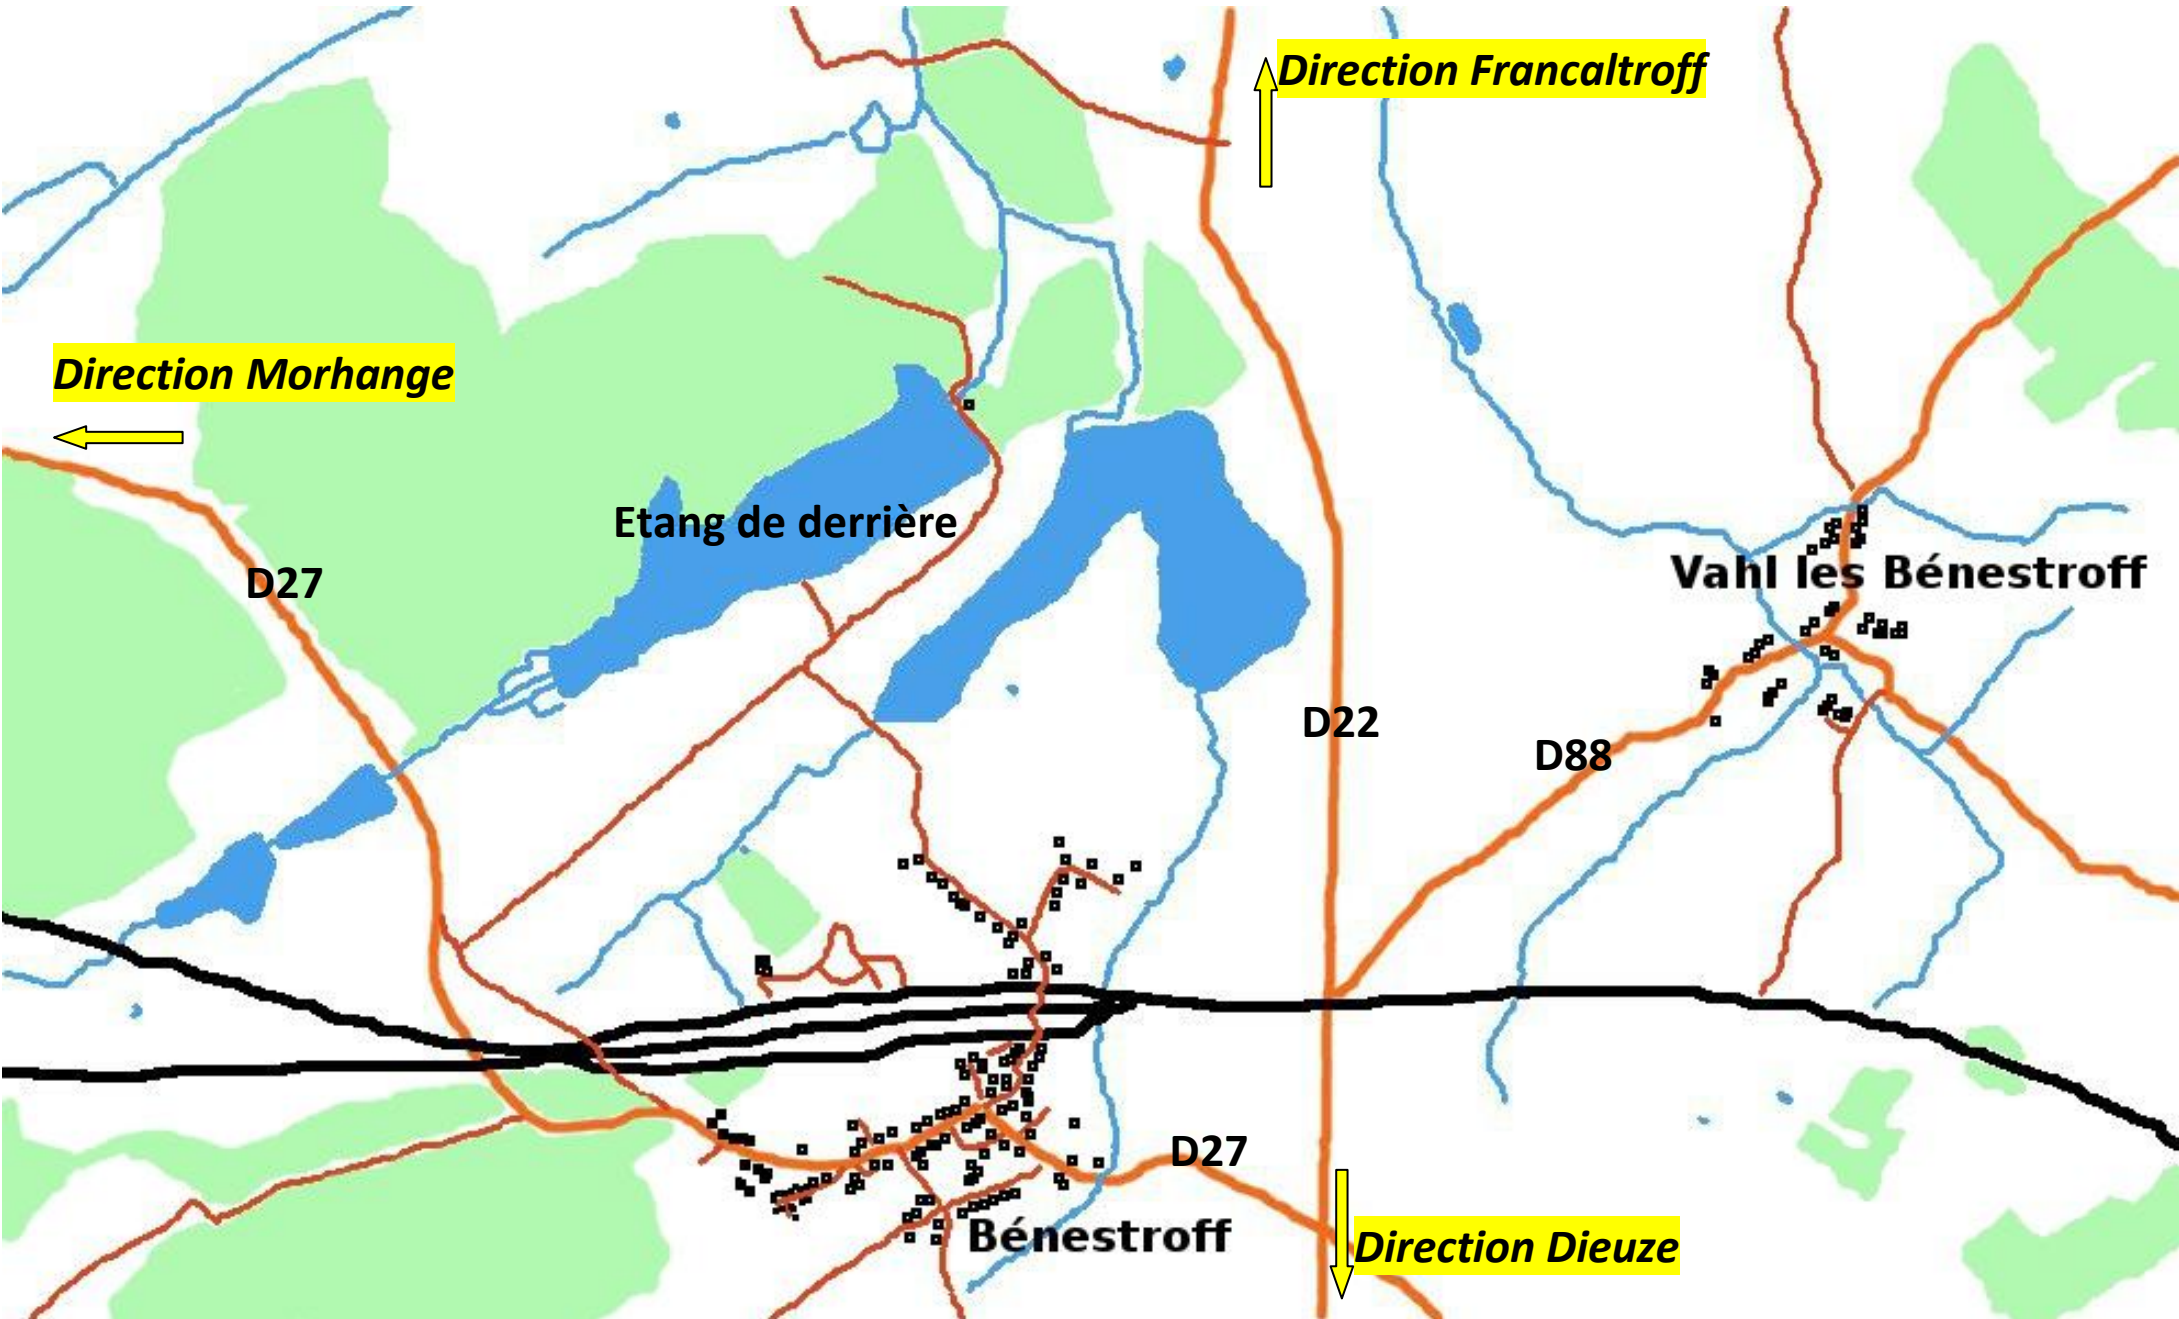 Direction Francaltroff
Direction Morhange
Etang de derrière
D27
Vahl les Bénestroff
D22
D88
D27
Bénestroff
Direction Dieuze